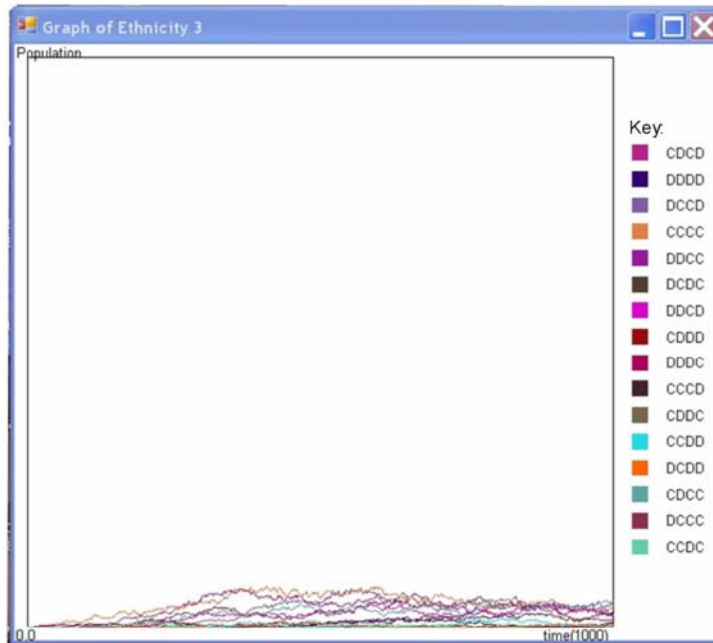 Graph of Ethnicity 3
Population
Key:
CDCD
DDDD
DCCD
CCCC
DDCC
DCDC
DDCD
CDDD
DDDC
CCCD
CDDC
CCDD
DCDD
CDCC
DCCC
CCDC
0.0 time(1000)